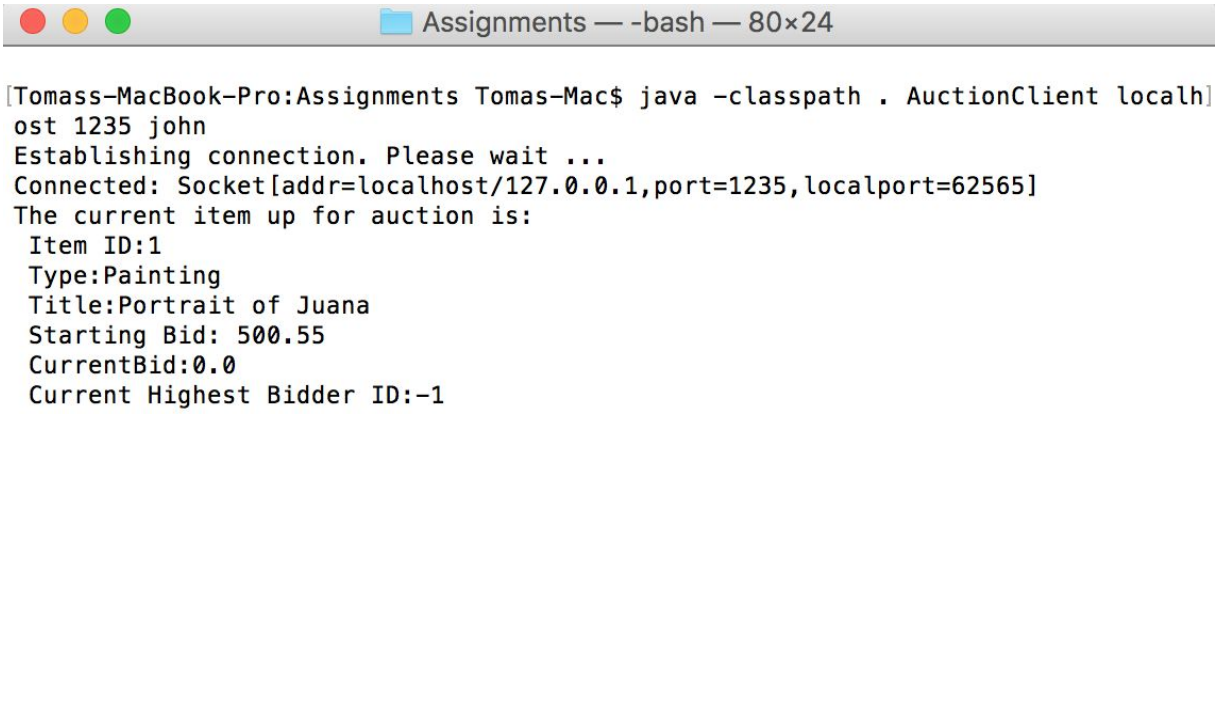 Assignments — -bash — 80×24
[Tomass-MacBook-Pro:Assignments Tomas-Mac$ java -classpath . AuctionClient localh]
ost 1235 john
Establishing connection. Please wait ...
Connected: Socket[addr=localhost/127.0.0.1,port=1235,localport=62565]
The current item up for auction is:
Item ID:1
Type:Painting
Title:Portrait of Juana
Starting Bid: 500.55
CurrentBid:0.0
Current Highest Bidder ID:-1